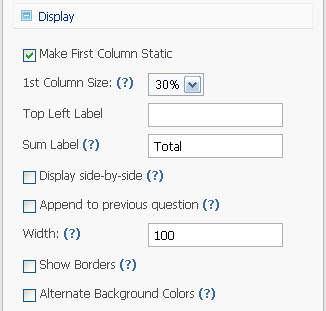 Display
Make First Column Static
1st Column Size: (?) 30%
Top Left Label
Sum Label (?) Total
Display side-by-side (?)
Append to previous question (?)
Width: (?) 100
Show Borders (?)
Alternate Background Colors (?)